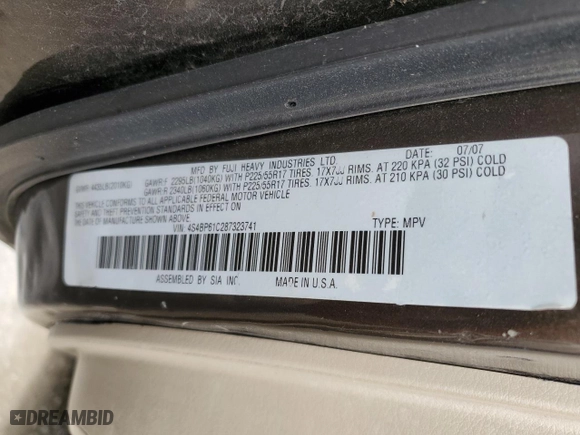 MFD BY FUJI HEAVY INDUSTRIES LTD. DATE: 07/07
GAWR:F 2295LB(1040KG) WITH P225/55R17 TIRES. 17X7JJ RIMS. AT 220 KPA (32 PSI) COLD
GAWR:R 2340LB(1060KG) WITH P225/55R17 TIRES. 17X7JJ RIMS. AT 210 KPA (30 PSI) COLD
THIS VEHICLE CONFORMS TO ALL APPLICABLE FEDERAL MOTOR VEHICLE
SAFETY AND THEFT PREVENTION STANDARDS IN EFFECT ON
THE DATE OF MANUFACTURE SHOWN ABOVE.
VIN: 4S4BP61C287323741 TYPE: MPV
ASSEMBLED BY SIA INC. MADE IN U.S.A.
DREAMBID